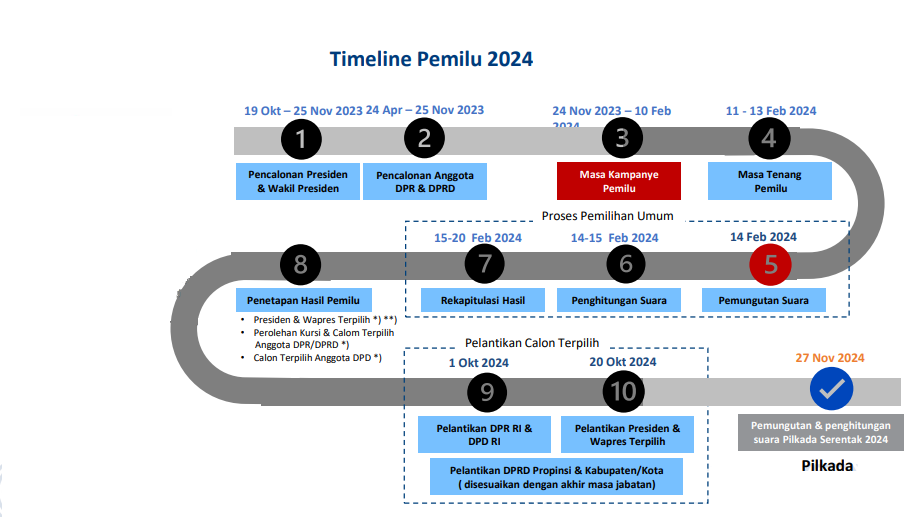 Timeline Pemilu 2024
19 Okt – 25 Nov 2023
24 Apr – 25 Nov 2023
24 Nov 2023 – 10 Feb
2024
11 - 13 Feb 2024
1
2
3
4
Pencalonan Presiden
& Wakil Presiden
Pencalonan Anggota
DPR & DPRD
Masa Kampanye
Pemilu
Masa Tenang
Pemilu
Proses Pemilihan Umum
15-20 Feb 2024
14-15 Feb 2024
14 Feb 2024
8
7
6
5
Penetapan Hasil Pemilu
Rekapitulasi Hasil
Penghitungan Suara
Pemungutan Suara
• Presiden & Wapres Terpilih *) **)
• Perolehan Kursi & Calom Terpilih
Anggota DPR/DPRD *)
• Calon Terpilih Anggota DPD *)
Pelantikan Calon Terpilih
1 Okt 2024
20 Okt 2024
27 Nov 2024
9
10
Pelantikan DPR RI &
DPD RI
Pelantikan Presiden &
Wapres Terpilih
Pemungutan & penghitungan
suara Pilkada Serentak 2024
Pelantikan DPRD Propinsi & Kabupaten/Kota
( disesuaikan dengan akhir masa jabatan)
Pilkada